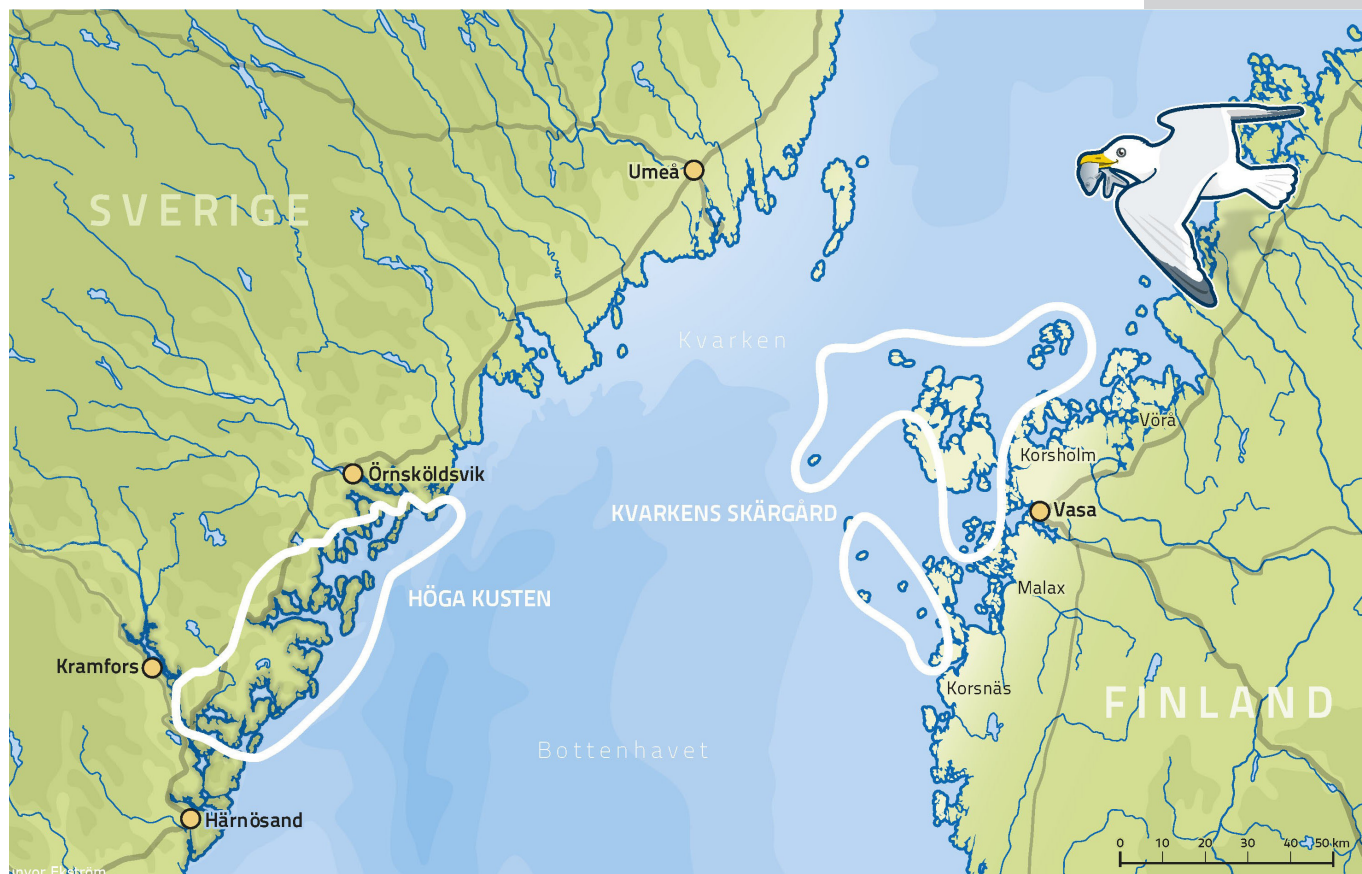 Umeå
SVERIGE
Kvarken
Vörå
Korsholm
Örnsköldsvik
KVARKENS SKÄRGÅRD
Vasa
Malax
HÖGA KUSTEN
Kramfors
Korsnäs
FINLAND
Bottenhavet
Härnösand
0 10 20 30 40 50 km
Ekström